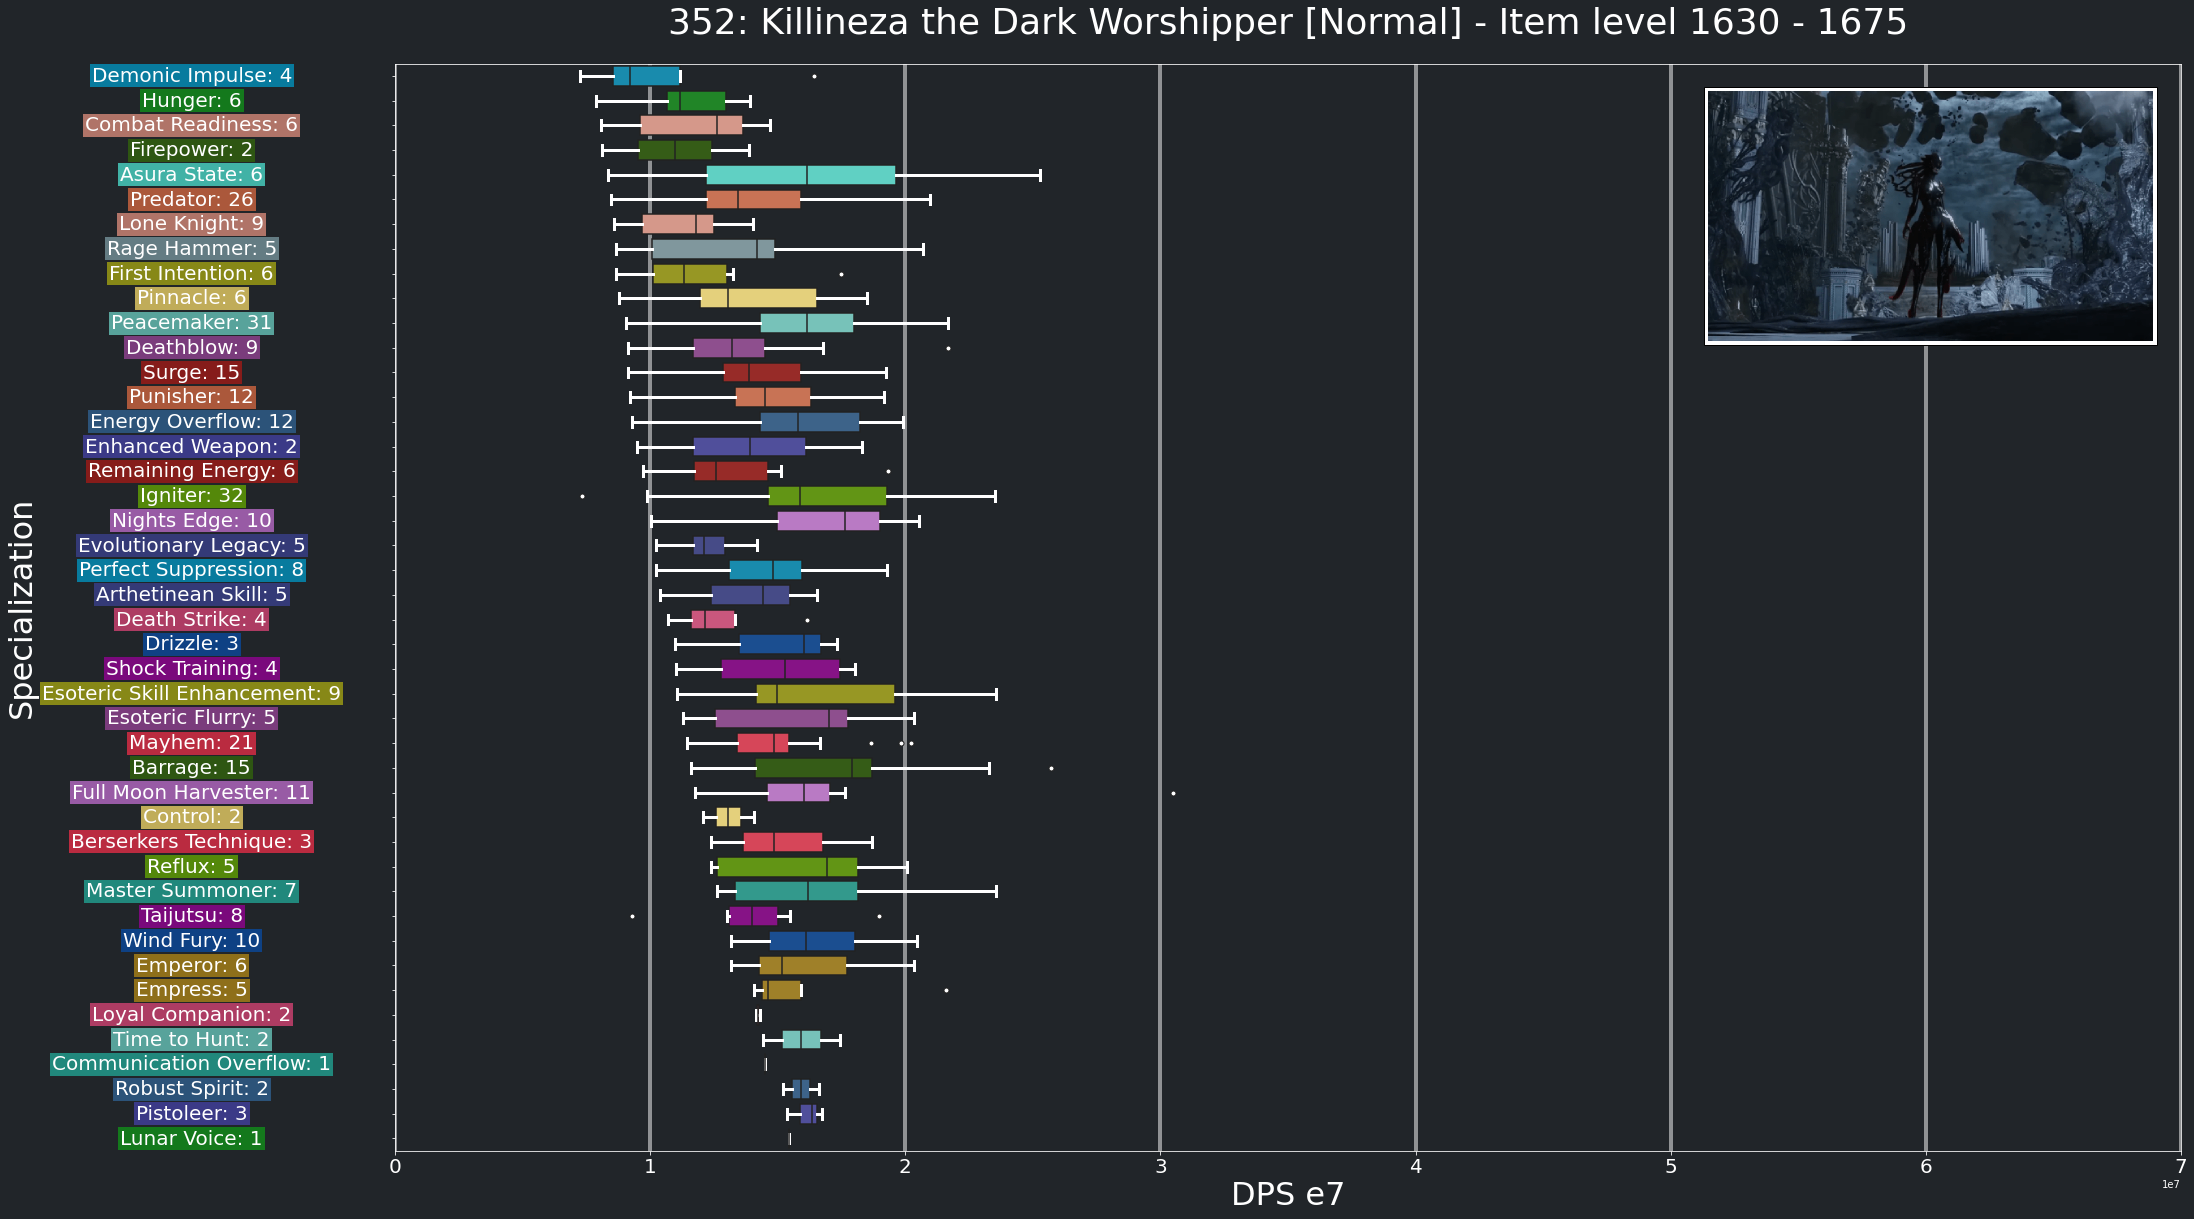 352: Killineza the Dark Worshipper [Normal] - Item level 1630 - 1675
Specialization
Demonic Impulse: 4
Hunger: 6
Combat Readiness: 6
Firepower: 2
Asura State: 6
Predator: 26
Lone Knight: 9
Rage Hammer: 5
First Intention: 6
Pinnacle: 6
Peacemaker: 31
Deathblow: 9
Surge: 15
Punisher: 12
Energy Overflow: 12
Enhanced Weapon: 2
Remaining Energy: 6
Igniter: 32
Nights Edge: 10
Evolutionary Legacy: 5
Perfect Suppression: 8
Arthetinean Skill: 5
Death Strike: 4
Drizzle: 3
Shock Training: 4
Esoteric Skill Enhancement: 9
Esoteric Flurry: 5
Mayhem: 21
Barrage: 15
Full Moon Harvester: 11
Control: 2
Berserkers Technique: 3
Reflux: 5
Master Summoner: 7
Taijutsu: 8
Wind Fury: 10
Emperor: 6
Empress: 5
Loyal Companion: 2
Time to Hunt: 2
Communication Overflow: 1
Robust Spirit: 2
Pistoleer: 3
Lunar Voice: 1
0 1 2 3 4 5 6 7
DPS e7
1e7